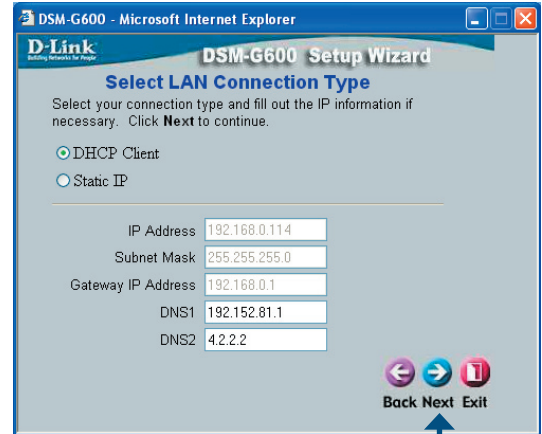 DSM-G600 - Microsoft Internet Explorer
D-Link
Building Networks for People
DSM-G600 Setup Wizard
Select LAN Connection Type
Select your connection type and fill out the IP information if
necessary. Click Next to continue.
DHCP Client
Static IP
IP Address 192.168.0.114
Subnet Mask 255.255.255.0
Gateway IP Address 192.168.0.1
DNS1 192.152.81.1
DNS2 4.2.2.2
Back Next Exit